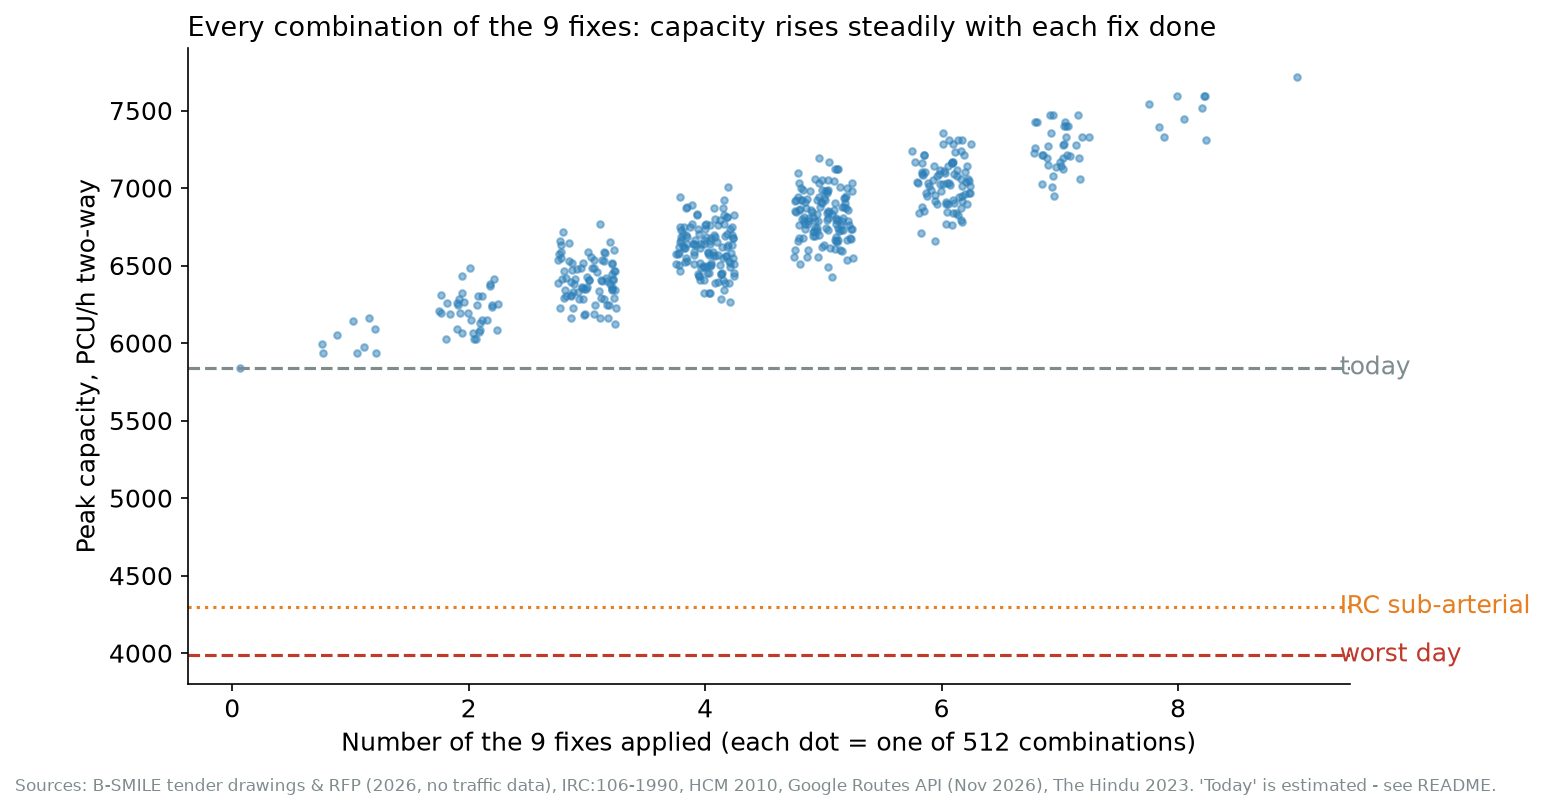 Every combination of the 9 fixes: capacity rises steadily with each fix done
Peak capacity, PCU/h two-way
7500
7000
6500
6000
5500
5000
4500
4000
today
IRC sub-arterial
worst day
0 2 4 6 8
Number of the 9 fixes applied (each dot = one of 512 combinations)
Sources: B-SMILE tender drawings & RFP (2026, no traffic data), IRC:106-1990, HCM 2010, Google Routes API (Nov 2026), The Hindu 2023. 'Today' is estimated - see README.